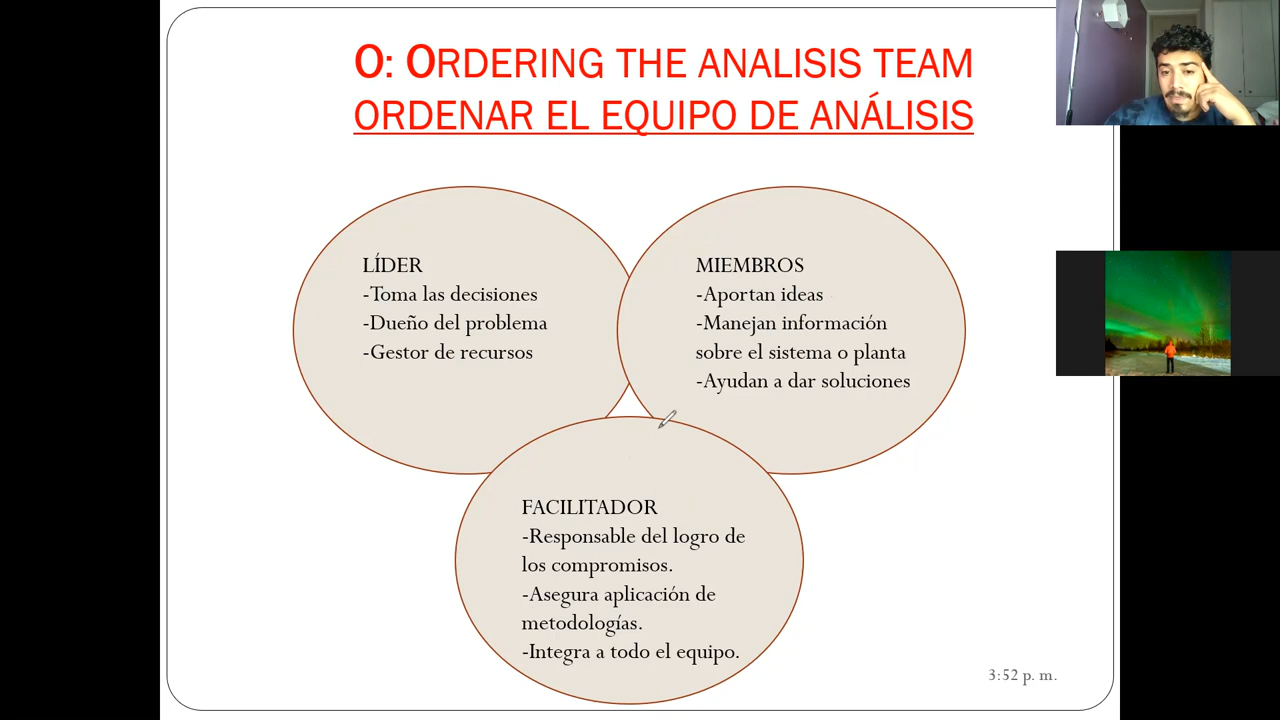 O: ORDERING THE ANALISIS TEAM
ORDENAR EL EQUIPO DE ANÁLISIS
LÍDER
-Toma las decisiones
-Dueño del problema
-Gestor de recursos
MIEMBROS
-Aportan ideas
-Manejan información
sobre el sistema o planta
-Ayudan a dar soluciones
FACILITADOR
-Responsable del logro de
los compromisos.
-Asegura aplicación de
metodologías.
-Integra a todo el equipo.
3:52 p. m.